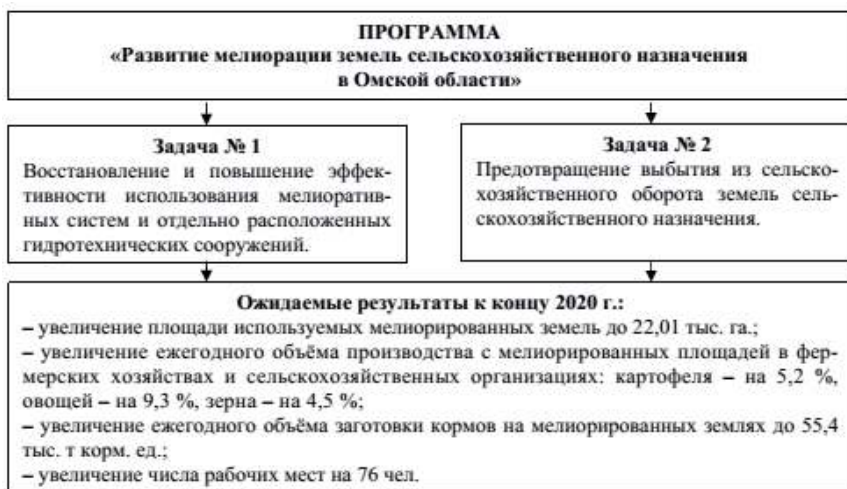 ПРОГРАММА
«Развитие мелиорации земель сельскохозяйственного назначения
в Омской области»
Задача № 1
Восстановление и повышение эффек-
тивности использования мелиоратив-
ных систем и отдельно расположенных
гидротехнических сооружений.
Задача № 2
Предотвращение выбытия из сельско-
хозяйственного оборота земель сель-
скохозяйственного назначения.
Ожидаемые результаты к концу 2020 г.:
– увеличение площади используемых мелиорированных земель до 22,01 тыс. га.;
– увеличение ежегодного объёма производства с мелиорированных площадей в фер-
мерских хозяйствах и сельскохозяйственных организациях: картофеля – на 5,2 %,
овощей – на 9,3 %, зерна – на 4,5 %;
– увеличение ежегодного объёма заготовки кормов на мелиорированных землях до 55,4
тыс. т корм. ед.;
– увеличение числа рабочих мест на 76 чел.